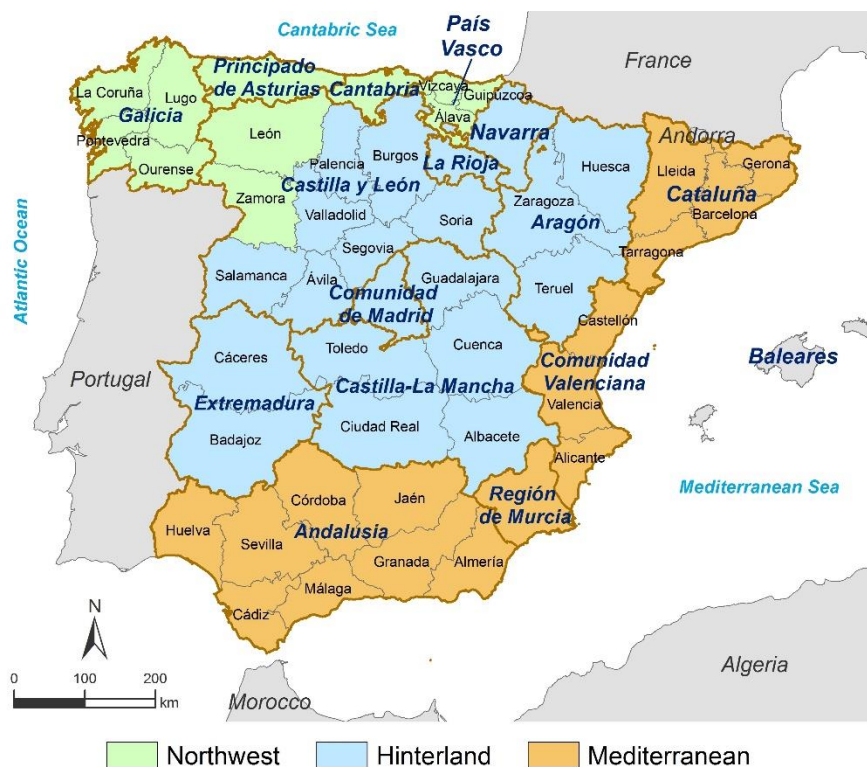 Cantabric Sea
País
Vasco
France
Principado
de Asturias
Cantabria
Vizcaya
Guipúzcoa
Álava
La Coruña
Lugo
Galicia
Pontevedra
Ourense
León
Zamora
Navarra
Andorra
Palencia
Burgos
La Rioja
Huesca
Lleida
Gerona
Castilla y León
Zaragoza
Cataluña
Valladolid
Soria
Aragón
Barcelona
Segovia
Tarragona
Atlantic Ocean
Salamanca
Ávila
Guadalajara
Teruel
Comunidad
de Madrid
Castellón
Toledo
Cuenca
Cáceres
Comunidad
Valenciana
Baleares
Portugal
Castilla-La Mancha
Extremadura
Valencia
Badajoz
Ciudad Real
Albacete
Alicante
Mediterranean Sea
Región
de Murcia
Córdoba
Jaén
Huelva
Sevilla
Andalusia
Granada
Almería
Málaga
Cádiz
N
0 100 200
km
Morocco
Algeria
Northwest
Hinterland
Mediterranean